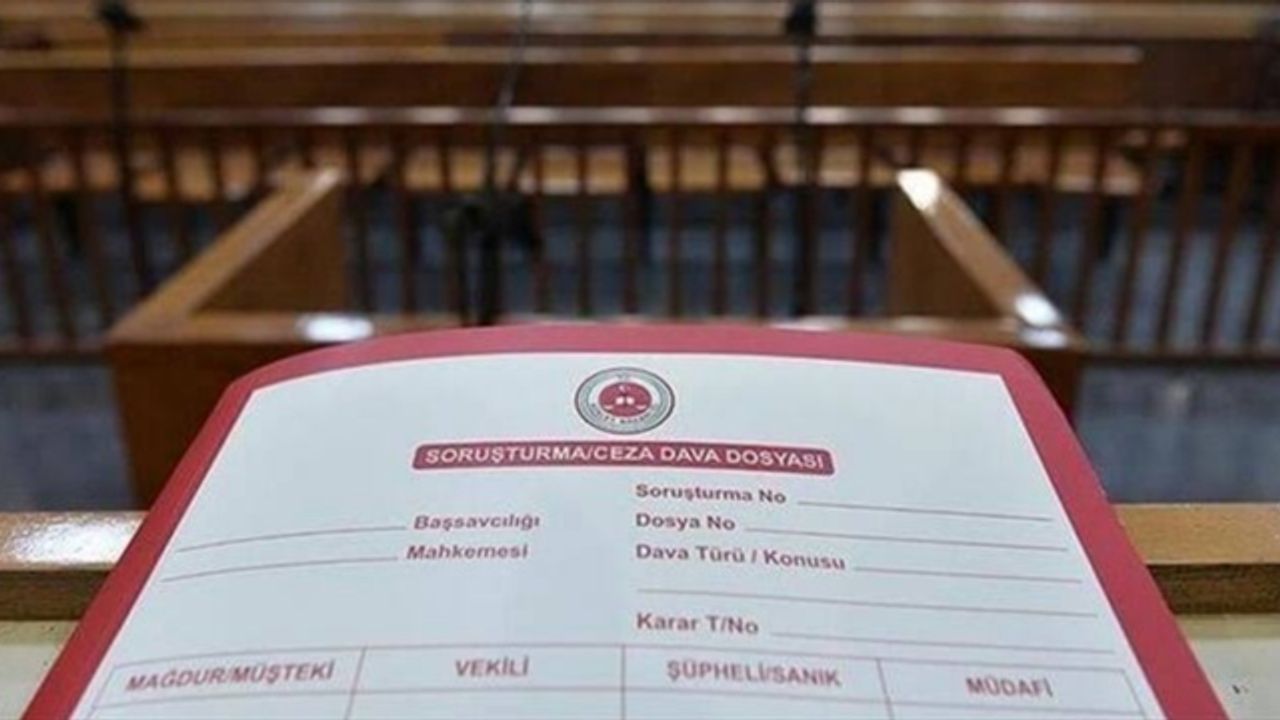 SORUŞTURMA/CEZA DAVA DOSYASI
Soruşturma No
Başsavcılığı
Dosya No
Mahkemesi
Dava Türü / Konusu
Karar T/No
MAĞDUR/MÜŞTEKİ VEKİLİ ŞÜPHELİ/SANIK MÜDAFİ